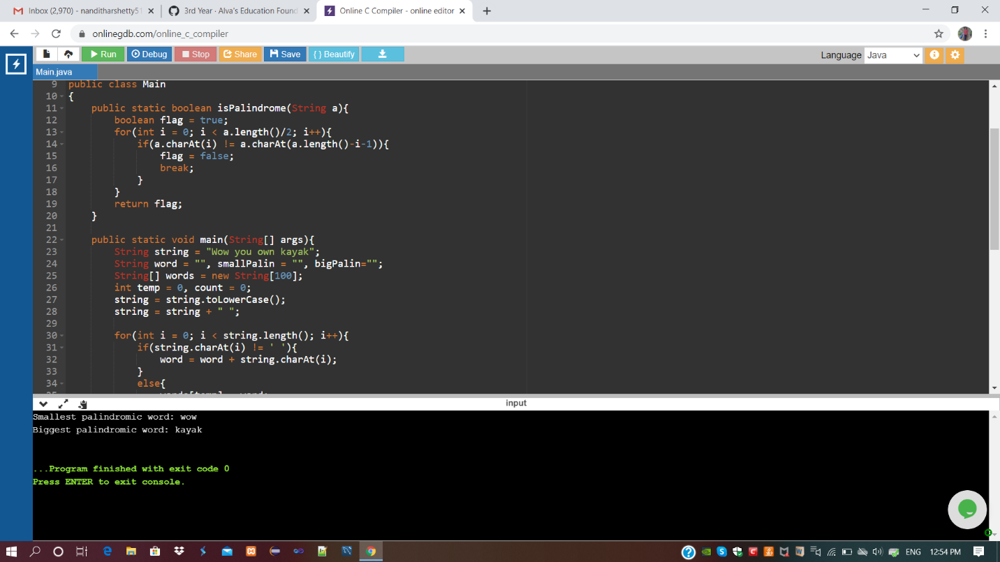 Inbox (2,970) - nanditharshetty51
3rd Year · Alva's Education Found
Online C Compiler - online editor
onlinegdb.com/online_c_compiler
Run Debug Stop Share Save { } Beautify
Language Java
Main.java
9 public class Main
10 {
11 public static boolean isPalindrome(String a){
12 boolean flag = true;
13 for(int i = 0; i < a.length()/2; i++){
14 if(a.charAt(i) != a.charAt(a.length()-i-1)){
15 flag = false;
16 break;
17 }
18 }
19 return flag;
20 }
21
22 public static void main(String[] args){
23 String string = "Wow you own kayak";
24 String word = "", smallPalin = "", bigPalin="";
25 String[] words = new String[100];
26 int temp = 0, count = 0;
27 string = string.toLowerCase();
28 string = string + " ";
29
30 for(int i = 0; i < string.length(); i++){
31 if(string.charAt(i) != ' '){
32 word = word + string.charAt(i);
33 }
34 else{
input
Smallest palindromic word: wow
Biggest palindromic word: kayak
...Program finished with exit code 0
Press ENTER to exit console.
ENG 12:54 PM